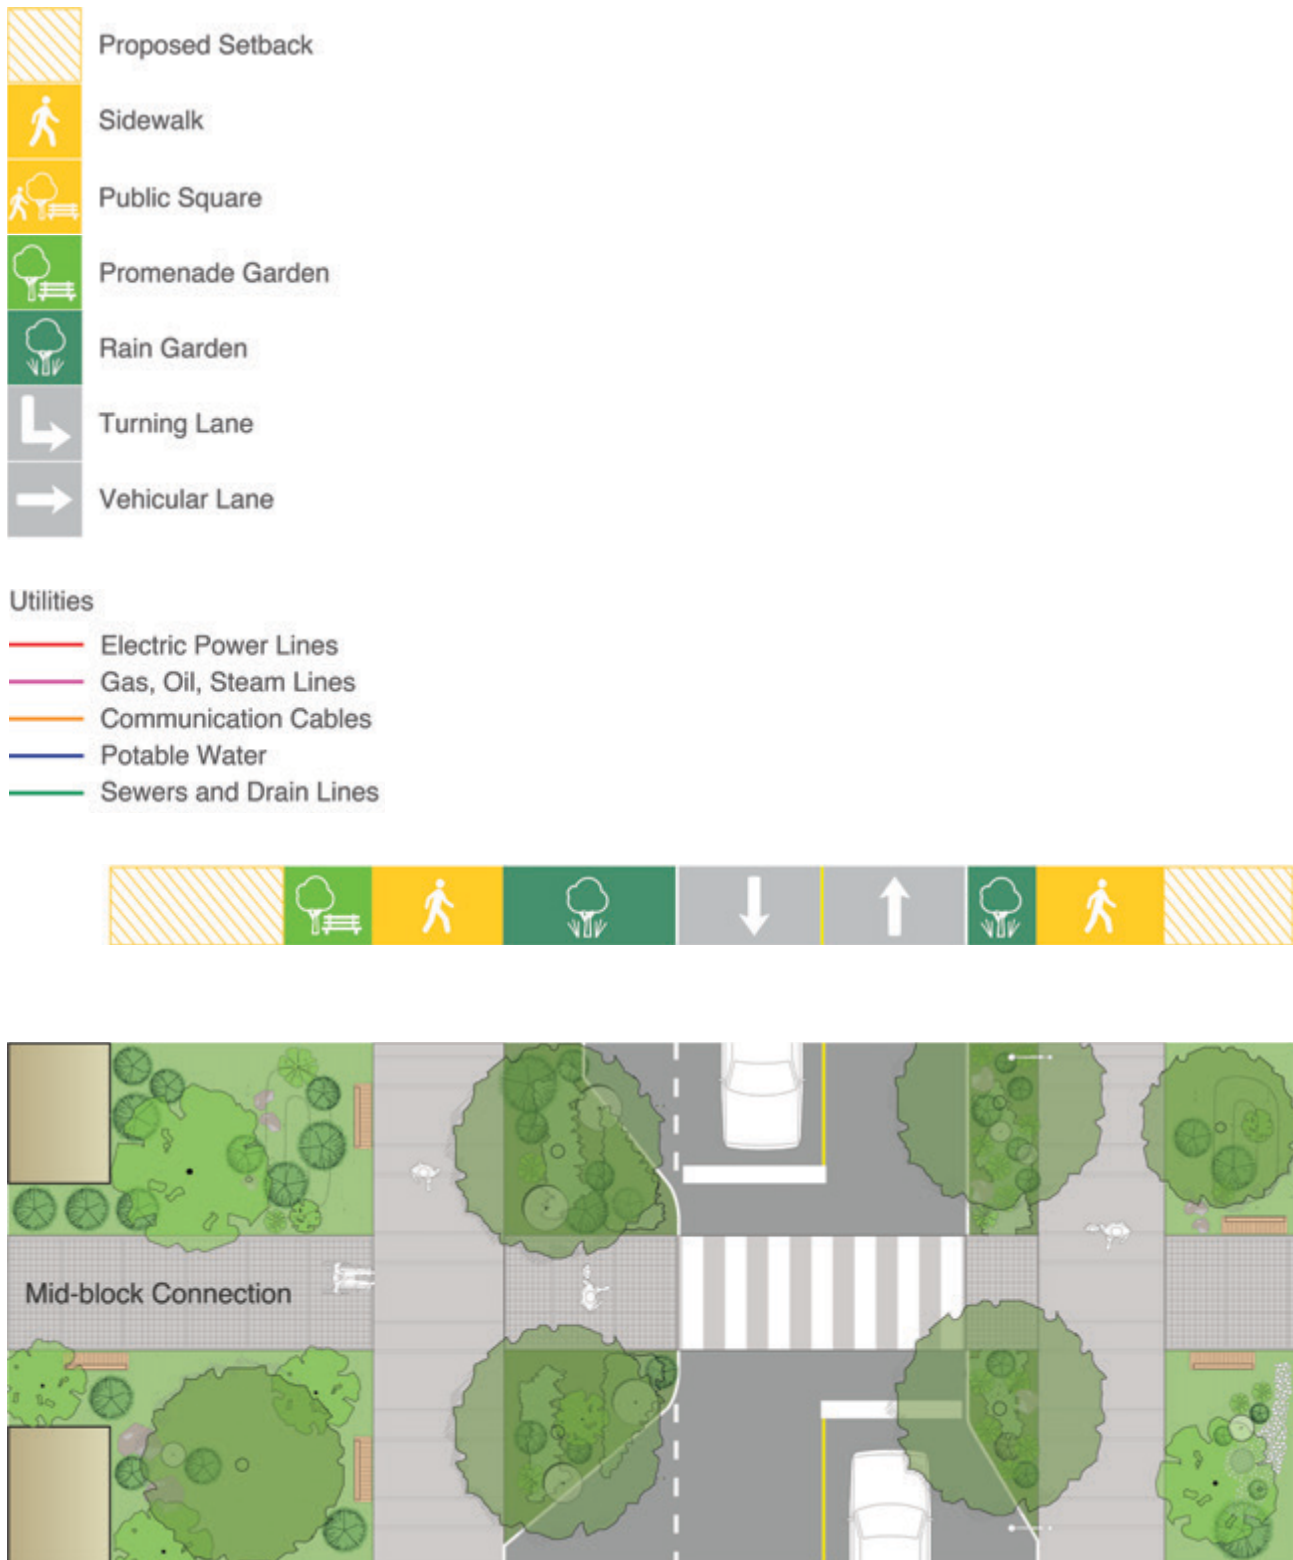 Proposed Setback
Sidewalk
Public Square
Promenade Garden
Rain Garden
Turning Lane
Vehicular Lane
Utilities
Electric Power Lines
Gas, Oil, Steam Lines
Communication Cables
Potable Water
Sewers and Drain Lines
Mid-block Connection